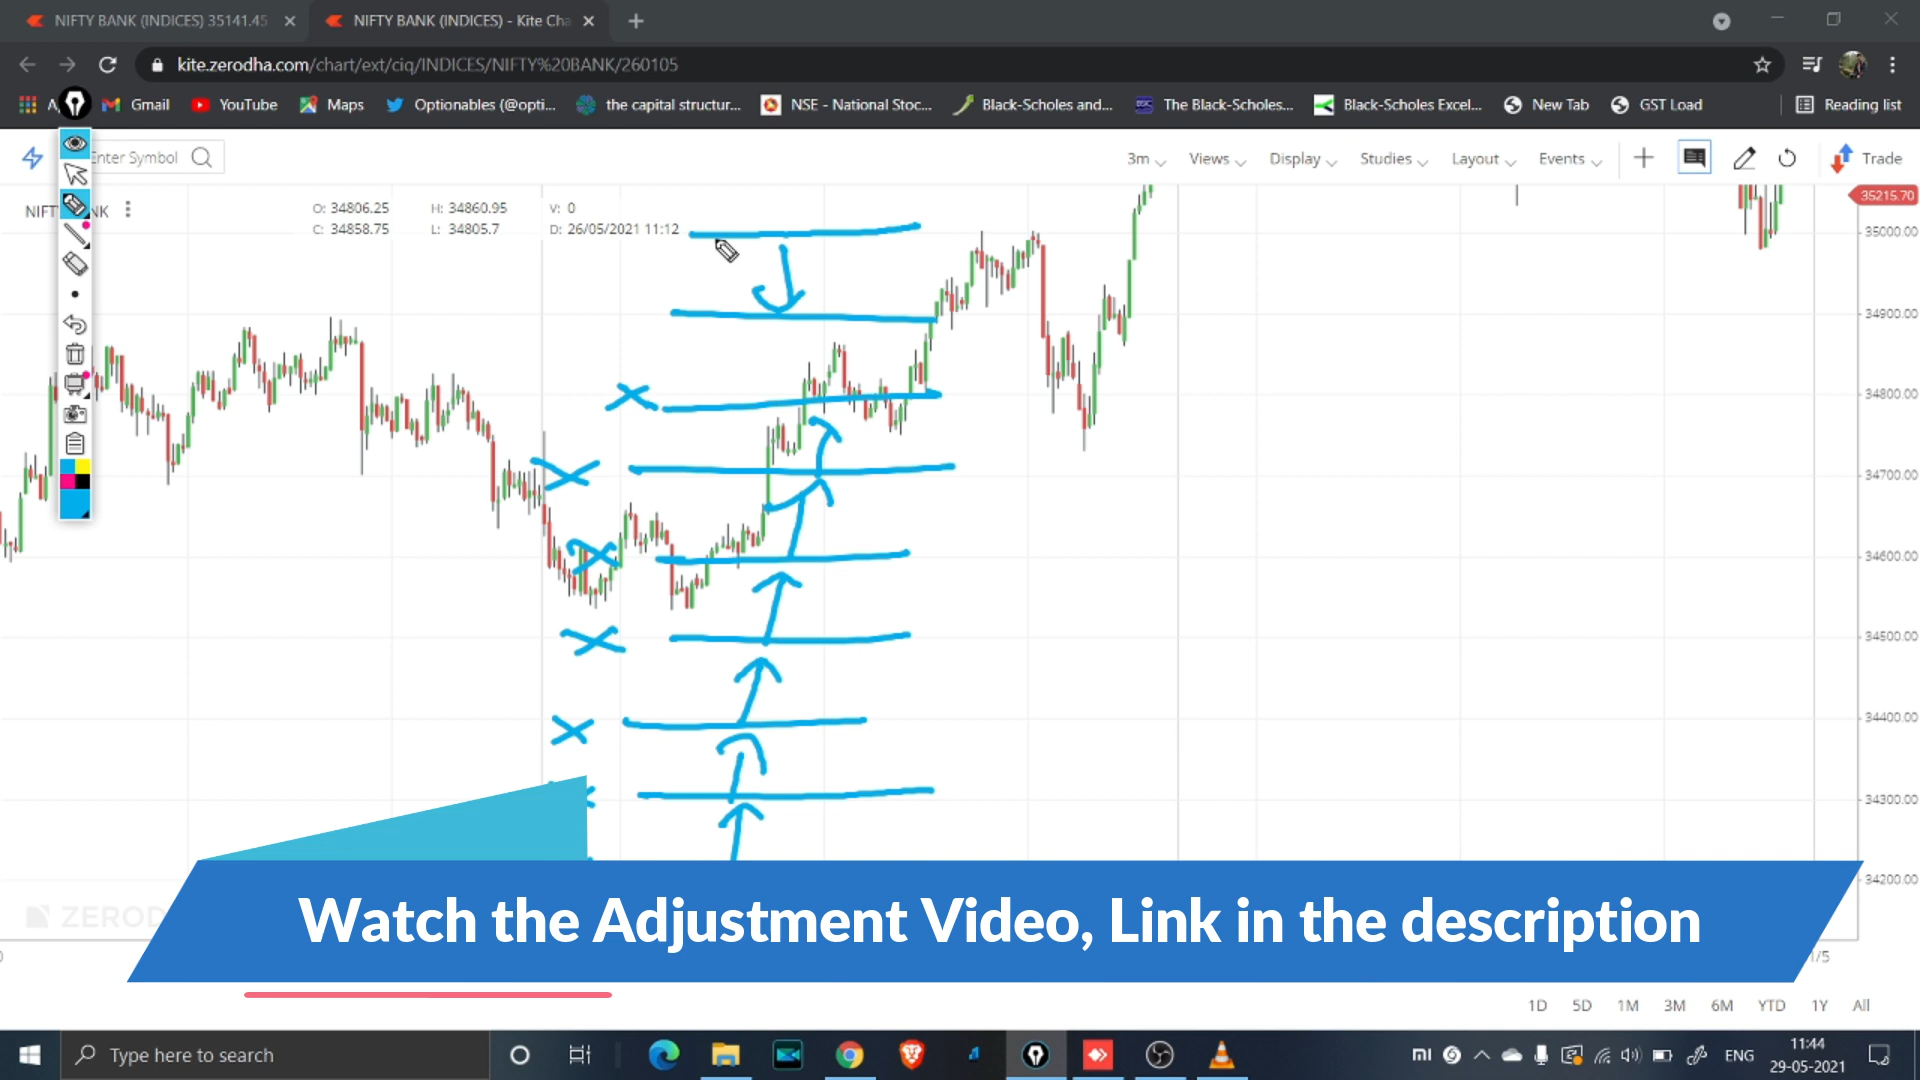 NIFTY BANK (INDICES) 35141.45
NIFTY BANK (INDICES) - Kite Cha
kite.zerodha.com/chart/ext/ciq/INDICES/NIFTY%20BANK/260105
Gmail YouTube Maps Optionables (@opti... the capital structur... NSE - National Stoc... Black-Scholes and... The Black-Scholes... Black-Scholes Excel... New Tab GST Load Reading list
Enter Symbol 3m Views Display Studies Layout Events Trade
35215.70
O: 34806.25 H: 34860.95 V: 0
C: 34858.75 L: 34805.7 D: 26/05/2021 11:12
35000.00
34900.00
34800.00
34700.00
34600.00
34500.00
34400.00
34300.00
34200.00
Watch the Adjustment Video, Link in the description
1D 5D 1M 3M 6M YTD 1Y All
Type here to search
ENG
11:44
29-05-2021